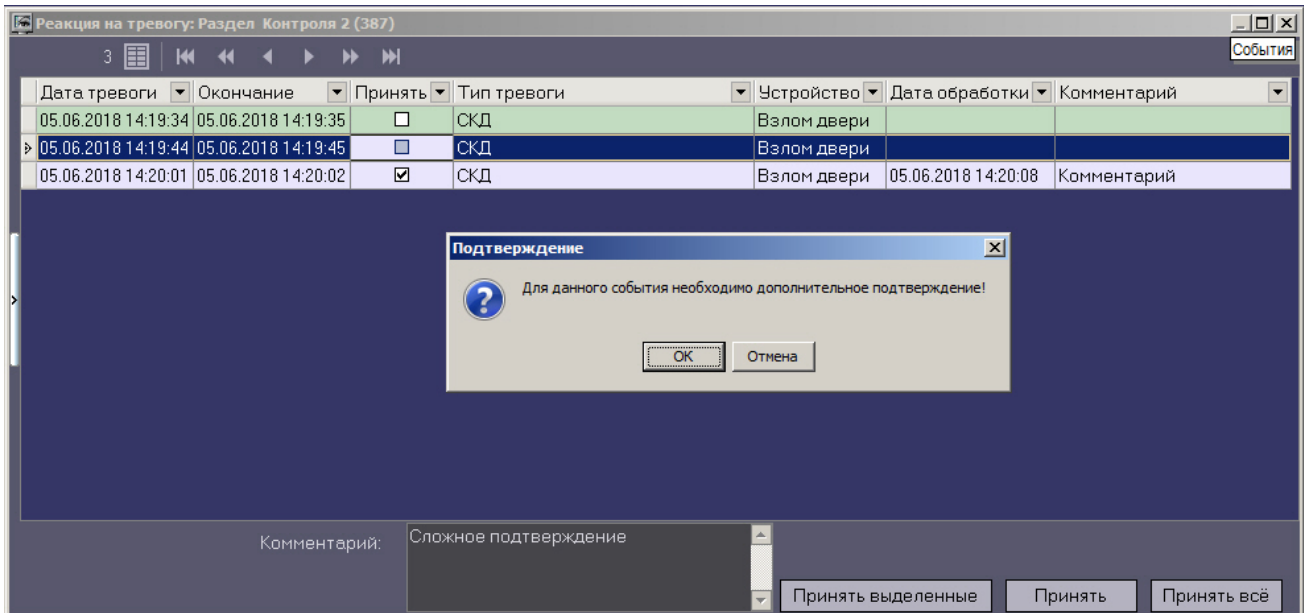 Реакция на тревогу: Раздел Контроля 2 (387)
События
3
Дата тревоги Окончание Принять Тип тревоги Устройство Дата обработки Комментарий
05.06.2018 14:19:34 05.06.2018 14:19:35 СКД Взлом двери
05.06.2018 14:19:44 05.06.2018 14:19:45 СКД Взлом двери
05.06.2018 14:20:01 05.06.2018 14:20:02 СКД Взлом двери 05.06.2018 14:20:08 Комментарий
Подтверждение
Для данного события необходимо дополнительное подтверждение!
OK Отмена
Комментарий: Сложное подтверждение
Принять выделенные Принять Принять всё